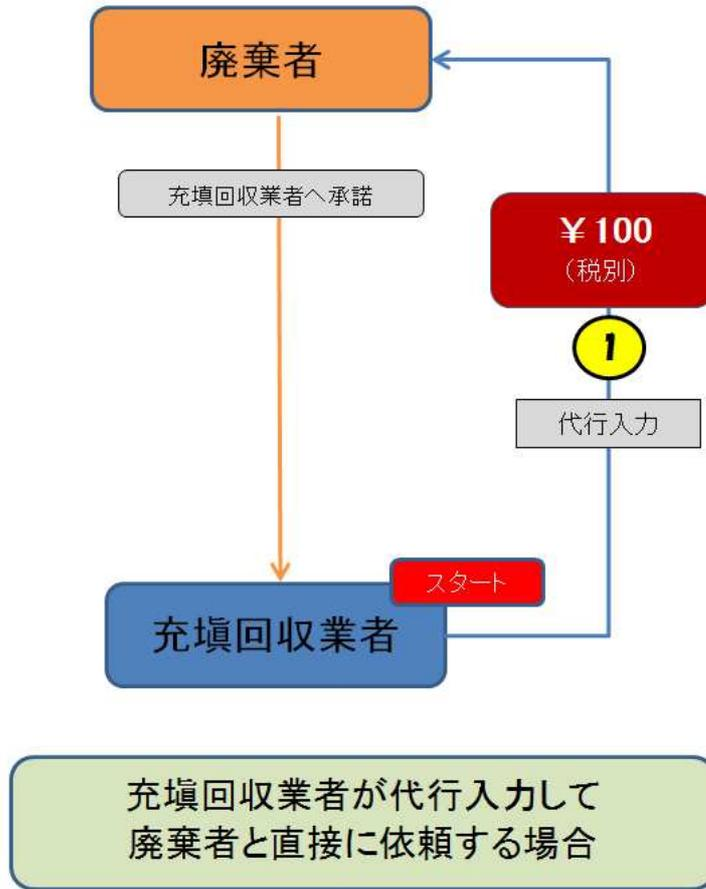 廃棄者
充填回収業者へ承諾
￥100
（税別）
1
代行入力
スタート
充塡回収業者
充塡回収業者が代行入力して
廃棄者と直接に依頼する場合